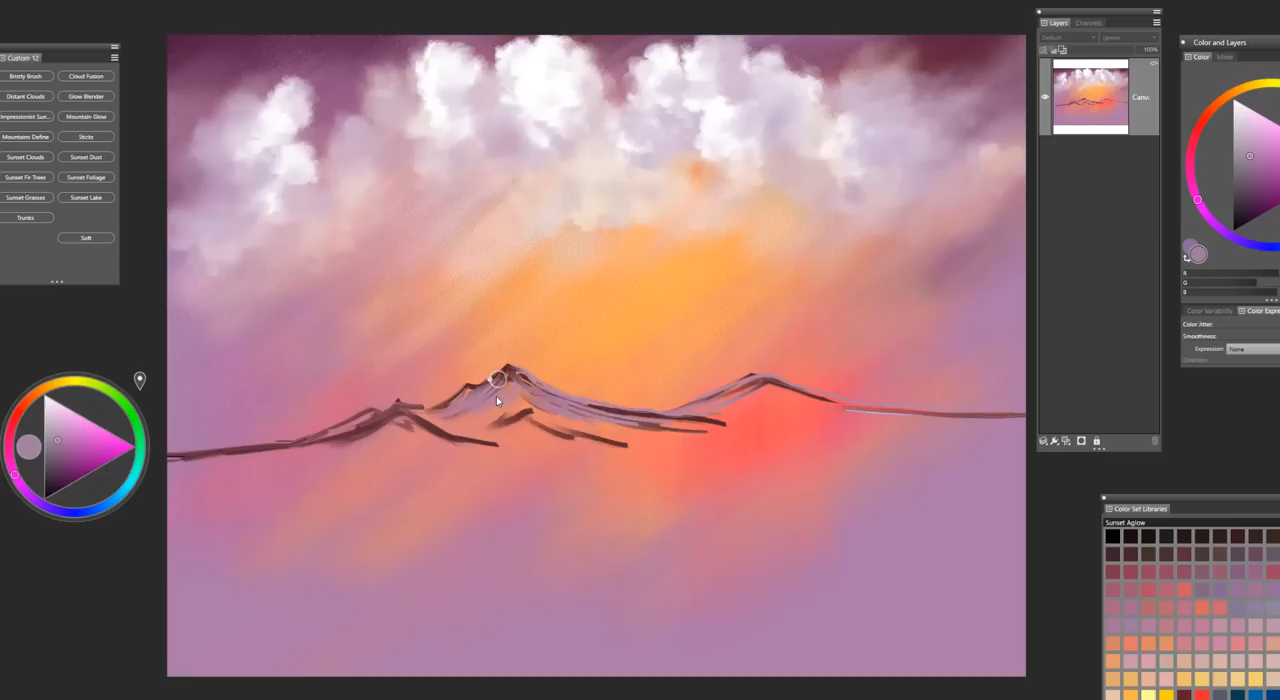 Custom 12
Bristly Brush
Cloud Fusion
Distant Clouds
Glow Blender
Impressionist Sun...
Mountain Glow
Mountains Define
Sticks
Sunset Clouds
Sunset Dust
Sunset Fir Trees
Sunset Foliage
Sunset Grasses
Sunset Lake
Trunks
Soft
Layers
Channels
Default
Ignore
100%
Canv
Color and Layers
Color
Mixer
R
G
B
Color Variability
Color Expre
Color Jitter:
Smoothness:
Expression:
None
Direction:
Color Set Libraries
Sunset Aglow